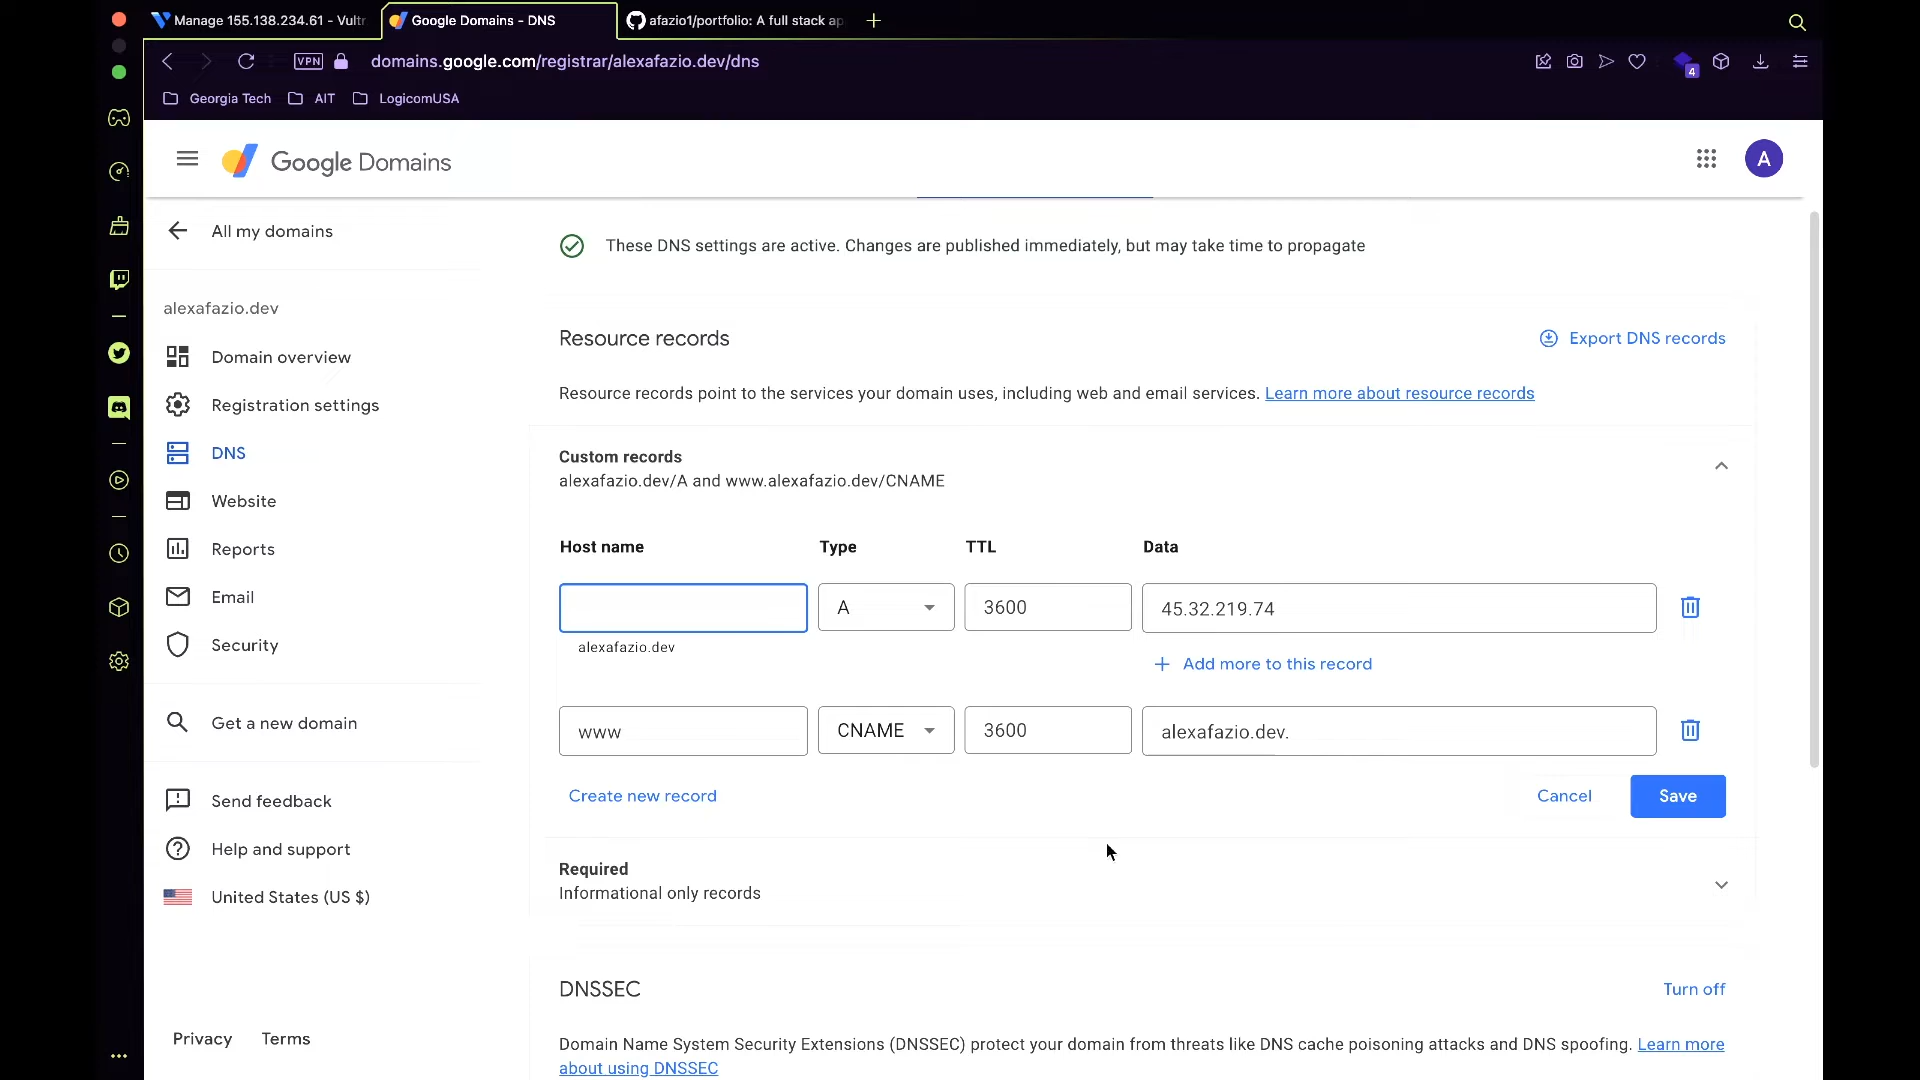 Manage 155.138.234.61 - Vultr
Google Domains - DNS
afazio1/portfolio: A full stack ap
VPN
domains.google.com/registrar/alexafazio.dev/dns
4
Georgia Tech
AIT
LogicomUSA
Google Domains
A
All my domains
These DNS settings are active. Changes are published immediately, but may take time to propagate
alexafazio.dev
Domain overview
Registration settings
DNS
Website
Reports
Email
Security
Get a new domain
Send feedback
Help and support
United States (US $)
Privacy
Terms
Resource records
Export DNS records
Resource records point to the services your domain uses, including web and email services. Learn more about resource records
Custom records
alexafazio.dev/A and www.alexafazio.dev/CNAME
Host name Type TTL Data
A 3600 45.32.219.74
alexafazio.dev
+ Add more to this record
www CNAME 3600 alexafazio.dev.
Create new record
Cancel
Save
Required
Informational only records
DNSSEC
Turn off
Domain Name System Security Extensions (DNSSEC) protect your domain from threats like DNS cache poisoning attacks and DNS spoofing. Learn more
about using DNSSEC